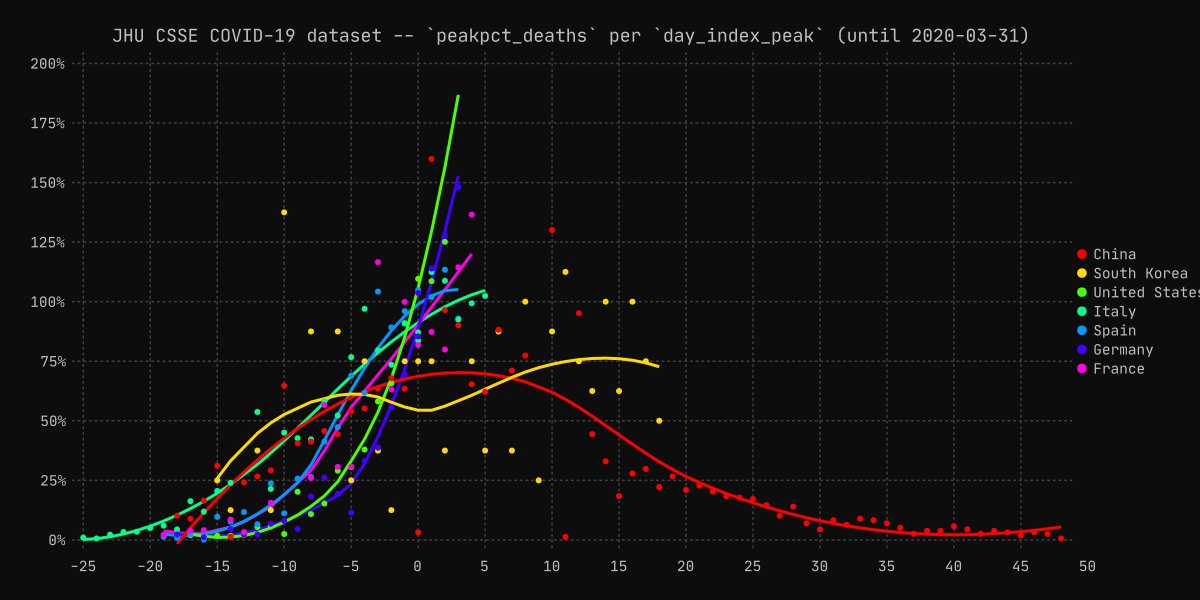 JHU CSSE COVID-19 dataset -- `peakpct_deaths` per `day_index_peak` (until 2020-03-31)
200%
175%
150%
125%
100%
75%
50%
25%
0%
-25 -20 -15 -10 -5 0 5 10 15 20 25 30 35 40 45 50
China
South Korea
United States
Italy
Spain
Germany
France